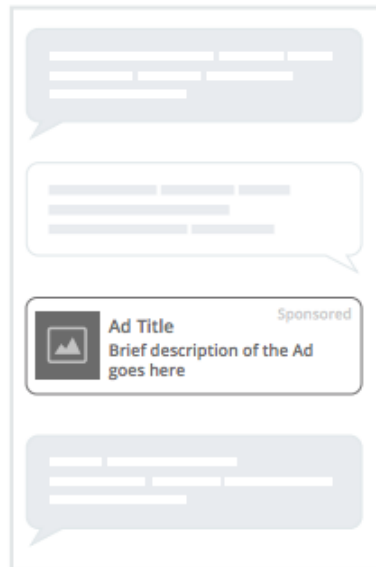 Sponsored
Ad Title
Brief description of the Ad
goes here